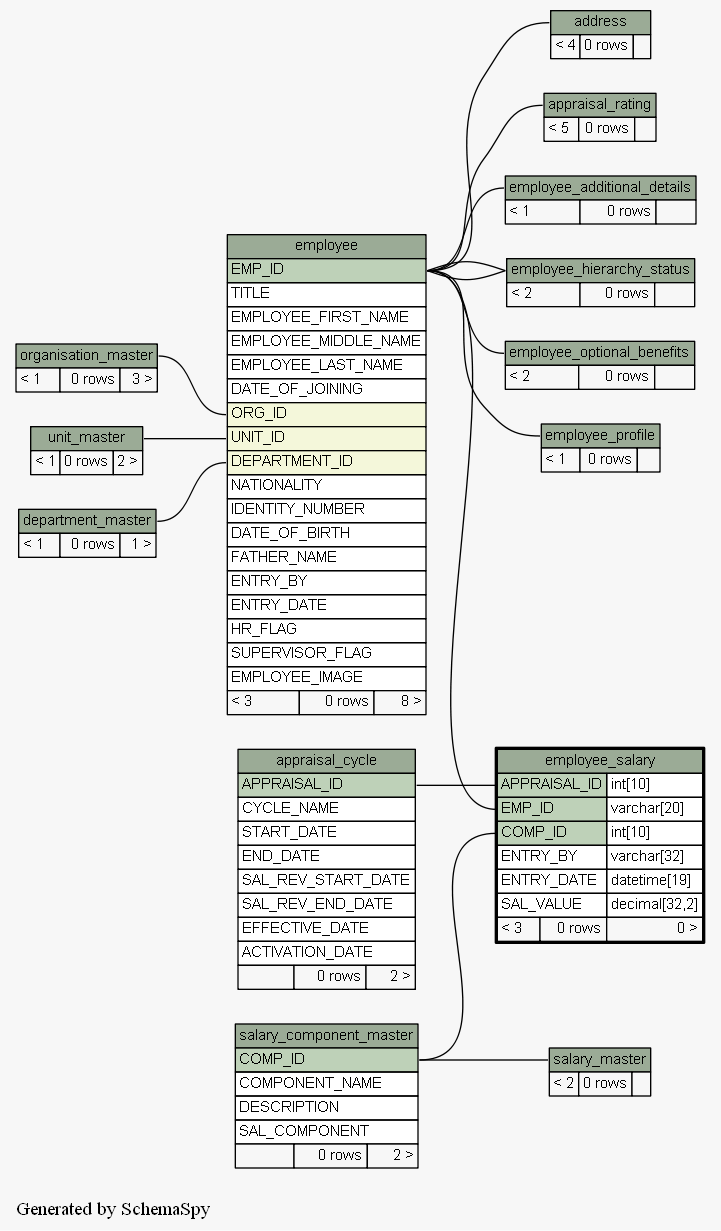 address
< 4 0 rows
appraisal_rating
< 5 0 rows
employee_additional_details
< 1 0 rows
employee_hierarchy_status
< 2 0 rows
employee_optional_benefits
< 2 0 rows
employee_profile
< 1 0 rows
employee
EMP_ID
TITLE
EMPLOYEE_FIRST_NAME
EMPLOYEE_MIDDLE_NAME
EMPLOYEE_LAST_NAME
DATE_OF_JOINING
ORG_ID
UNIT_ID
DEPARTMENT_ID
NATIONALITY
IDENTITY_NUMBER
DATE_OF_BIRTH
FATHER_NAME
ENTRY_BY
ENTRY_DATE
HR_FLAG
SUPERVISOR_FLAG
EMPLOYEE_IMAGE
< 3 0 rows 8 >
organisation_master
< 1 0 rows 3 >
unit_master
< 1 0 rows 2 >
department_master
< 1 0 rows 1 >
appraisal_cycle
APPRAISAL_ID
CYCLE_NAME
START_DATE
END_DATE
SAL_REV_START_DATE
SAL_REV_END_DATE
EFFECTIVE_DATE
ACTIVATION_DATE
0 rows 2 >
employee_salary
APPRAISAL_ID int[10]
EMP_ID varchar[20]
COMP_ID int[10]
ENTRY_BY varchar[32]
ENTRY_DATE datetime[19]
SAL_VALUE decimal[32,2]
< 3 0 rows 0 >
salary_component_master
COMP_ID
COMPONENT_NAME
DESCRIPTION
SAL_COMPONENT
0 rows 2 >
salary_master
< 2 0 rows
Generated by SchemaSpy